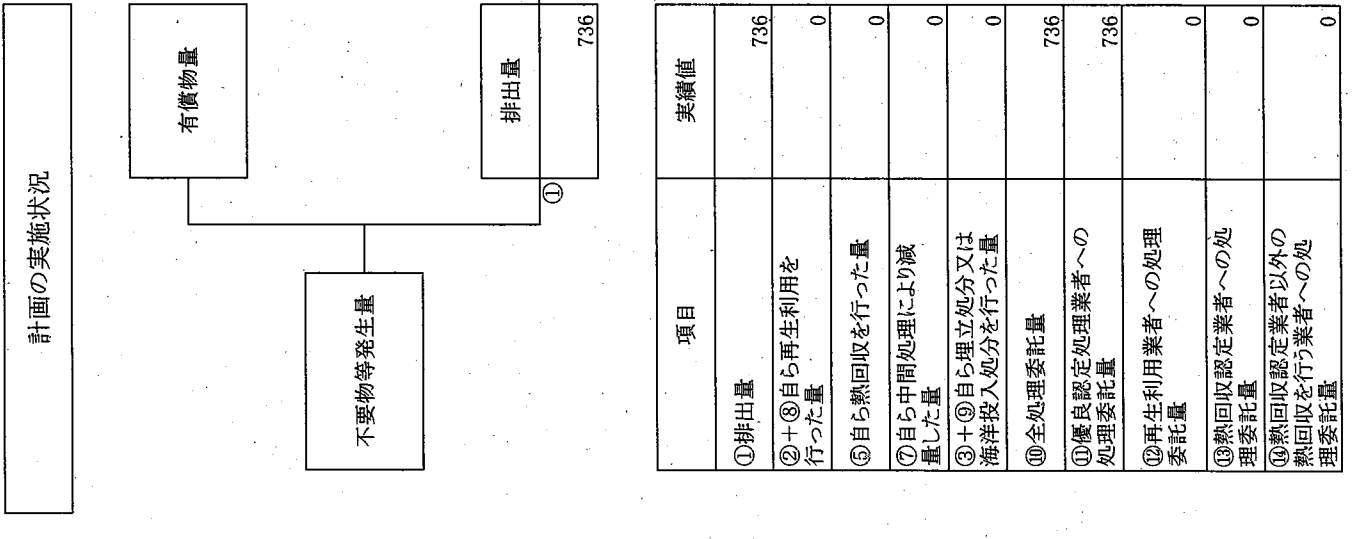 計画の実施状況
有償物量
不要物等発生量
排出量
①
736
項目
実績値
①排出量
736
②＋⑧自ら再生利用を
行った量
0
⑤自ら熱回収を行った量
0
⑦自ら中間処理により減
量した量
0
③＋⑨自ら埋立処分又は
海洋投入処分を行った量
0
⑩全処理委託量
736
⑪優良認定処理業者への
処理委託量
736
⑫再生利用業者への処理
委託量
0
⑬熱回収認定業者への処
理委託量
0
⑭熱回収認定業者以外の
熱回収を行う業者への処
理委託量
0